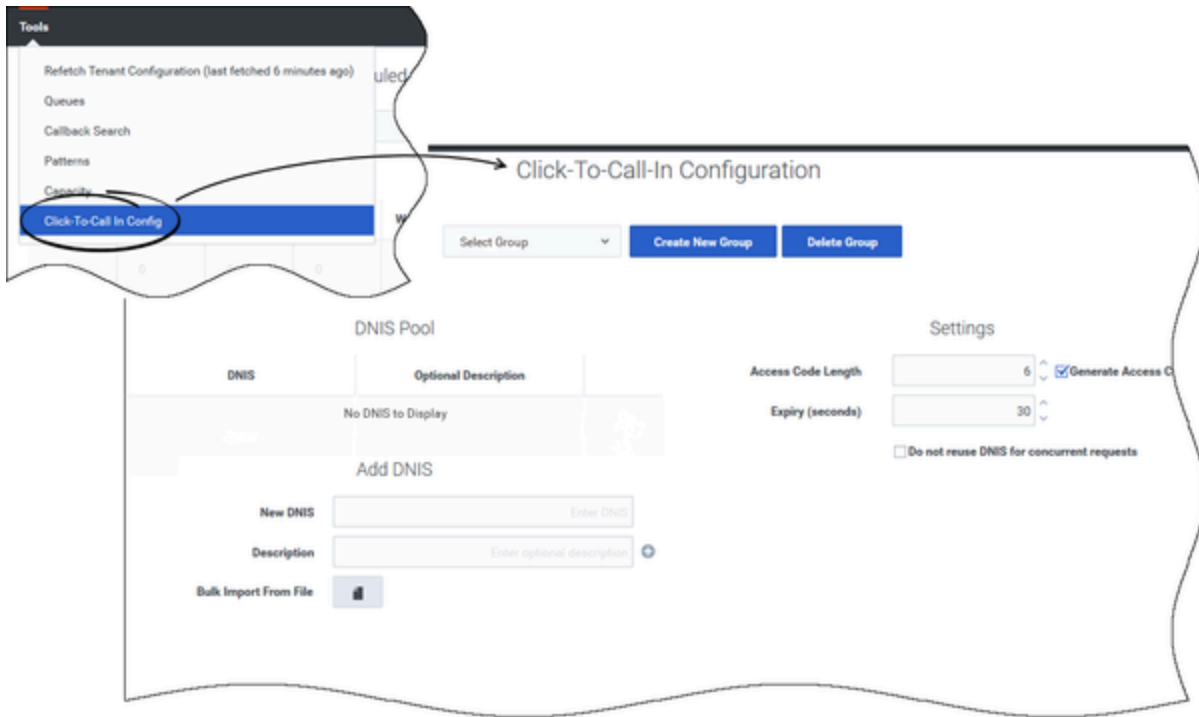 Tools
Refetch Tenant Configuration (last fetched 6 minutes ago)
Queues
Callback Search
Patterns
Capacity
Click-To-Call In Config
uled
W
0
0
Click-To-Call-In Configuration
Select Group
Create New Group
Delete Group
DNIS Pool
Settings
DNIS
Optional Description
No DNIS to Display
Access Code Length
6
Generate Access C
Expiry (seconds)
30
Do not reuse DNIS for concurrent requests
Add DNIS
New DNIS
Enter DNIS
Description
Enter optional description
Bulk Import From File